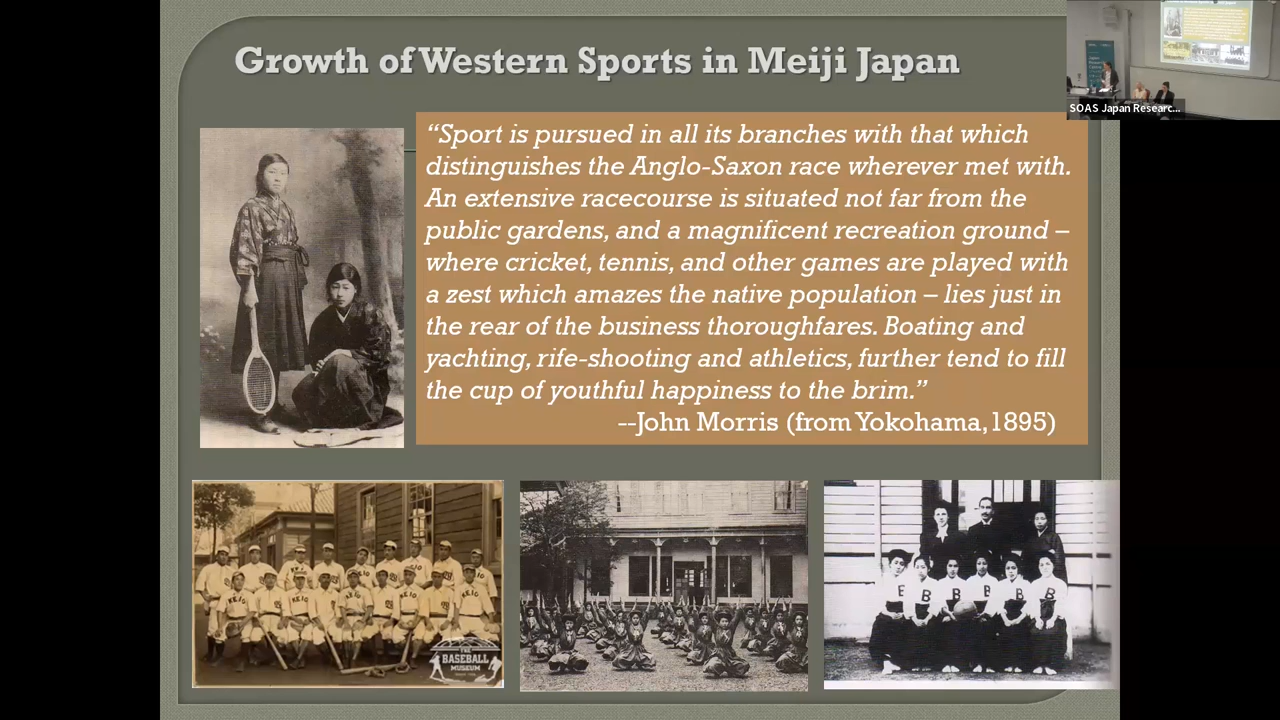 Growth of Western Sports in Meiji Japan
“Sport is pursued in all its branches with that which
distinguishes the Anglo-Saxon race wherever met with.
An extensive racecourse is situated not far from the
public gardens, and a magnificent recreation ground –
where cricket, tennis, and other games are played with
a zest which amazes the native population – lies just in
the rear of the business thoroughfares. Boating and
yachting, rife-shooting and athletics, further tend to fill
the cup of youthful happiness to the brim.”
--John Morris (from Yokohama,1895)
SOAS Japan Researc...
KEIO
THE
BASEBALL
MUSEUM
B
B
B
B
B